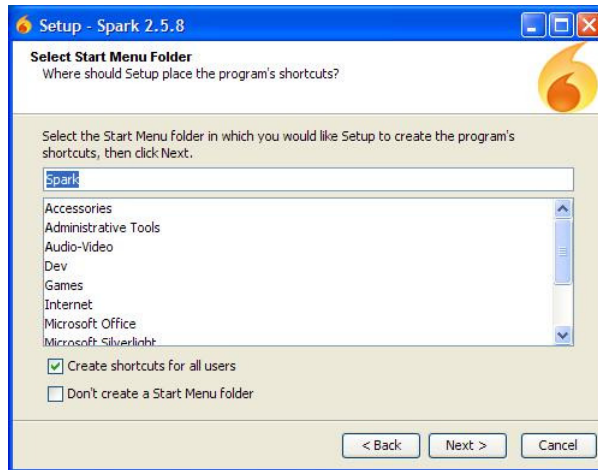 Setup - Spark 2.5.8
Select Start Menu Folder
Where should Setup place the program's shortcuts?
Select the Start Menu folder in which you would like Setup to create the program's
shortcuts, then click Next.
Spark
Accessories
Administrative Tools
Audio-Video
Dev
Games
Internet
Microsoft Office
Microsoft Silverlight
Create shortcuts for all users
Don't create a Start Menu folder
< Back
Next >
Cancel